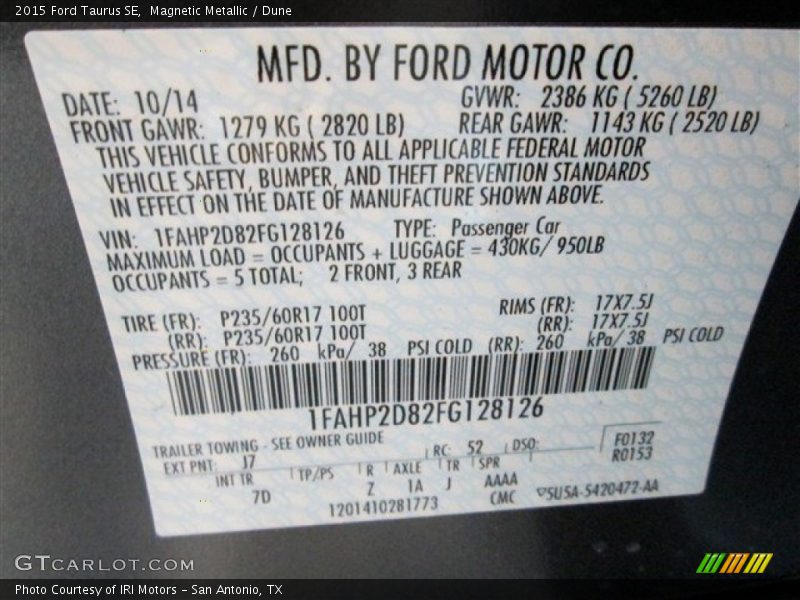 2015 Ford Taurus SE, Magnetic Metallic / Dune
MFD. BY FORD MOTOR CO.
DATE: 10/14 GVWR: 2386 KG ( 5260 LB)
FRONT GAWR: 1279 KG ( 2820 LB) REAR GAWR: 1143 KG ( 2520 LB)
THIS VEHICLE CONFORMS TO ALL APPLICABLE FEDERAL MOTOR
VEHICLE SAFETY, BUMPER, AND THEFT PREVENTION STANDARDS
IN EFFECT ON THE DATE OF MANUFACTURE SHOWN ABOVE.
VIN: 1FAHP2D82FG128126 TYPE: Passenger Car
MAXIMUM LOAD = OCCUPANTS + LUGGAGE = 430KG/ 950LB
OCCUPANTS = 5 TOTAL; 2 FRONT, 3 REAR
TIRE (FR): P235/60R17 100T RIMS (FR): 17X7.5J
(RR): P235/60R17 100T (RR): 17X7.5J
PRESSURE (FR): 260 kPa/ 38 PSI COLD (RR): 260 kPa/ 38 PSI COLD
1FAHP2D82FG128126
TRAILER TOWING - SEE OWNER GUIDE RC: 52 DSO: F0132
EXT PNT: J7 R0153
INT TR TP/PS R AXLE TR SPR
7D Z 1A J AAAA
1201410281773 CMC 5U5A-5420472-AA
GTCARLOT.COM
Photo Courtesy of IRI Motors – San Antonio, TX